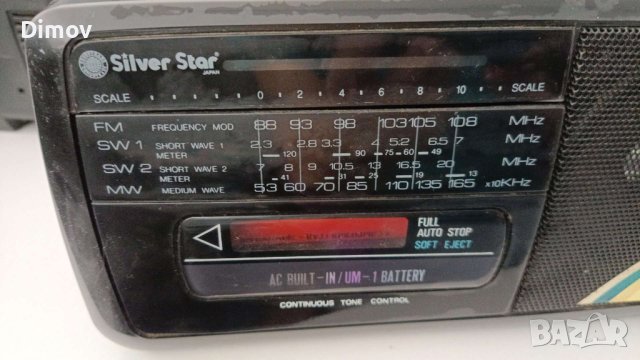 Dimov
Silver Star
JAPAN
SCALE 0 2 4 6 8 10 SCALE
FM FREQUENCY MOD 88 93 98 103 105 108 MHz
SW 1 SHORT WAVE 1 METER 2.3 2.8 3.3 4 5.2 6.5 7 MHz
120 90 75 60 49
SW 2 SHORT WAVE 2 METER 7 8 9 10.5 13 16.5 20 MHz
41 31 25 19 13
MW MEDIUM WAVE 53 60 70 85 110 135 165 x10KHz
FULL
AUTO STOP
SOFT EJECT
AC BUILT-IN/UM-1 BATTERY
CONTINUOUS TONE CONTROL
BAZAR.bg